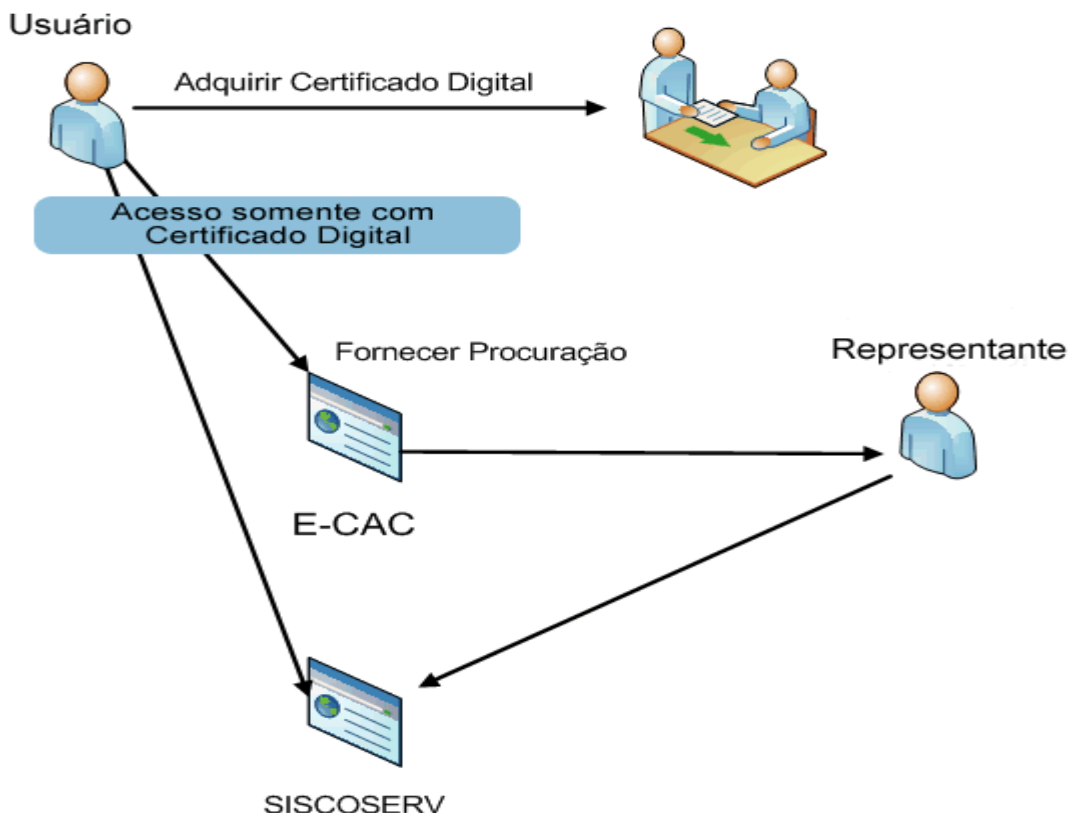 Usuário
Adquirir Certificado Digital
Acesso somente com
Certificado Digital
Fornecer Procuração
Representante
E-CAC
SISCOSERV